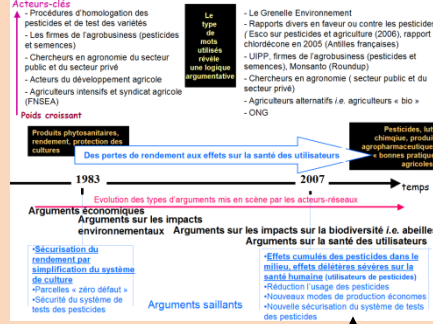 Acteurs-clés
- Procédures d'homologation des
pesticides et de test des variétés
- Les firmes de l'agrobusiness (pesticides
et semences)
- Chercheurs en agronomie du secteur
public et du secteur privé
- Acteurs du développement agricole
- Agriculteurs intensifs et syndicat agricole
(FNSEA)
Poids croissant
Le
type
de
mots
utilisés
révèle
une logique
argumentative
- Le Grenelle Environnement
- Rapports divers en faveur ou contre les pesticides
( Esco sur pesticides et agriculture (2006), rapport
chlordécone en 2005 (Antilles françaises)
- UIPP, firmes de l'agrobusiness (pesticides et
semences), Monsanto (Roundup)
- Chercheurs en agronomie ( secteur public et du
secteur privé)
- Agriculteurs alternatifs i.e. agriculteurs « bio »
- ONG
Produits phytosanitaires,
rendement, protection des
cultures
Des pertes de rendement aux effets sur la santé des utilisateurs
Pesticides, lut
chimique, produi
agropharmaceutique
« bonnes pratique
agricoles
1983
2007
temps
Evolution des types d'arguments mis en scène par les acteurs-réseaux
Arguments économiques
Arguments sur les impacts
environnementaux
Arguments sur les impacts sur la biodiversité i.e. abeilles
Arguments sur la santé des utilisateurs
•Sécurisation du
rendement par
simplification du système
de culture
•Parcelles « zéro défaut »
•Sécurité du système de
tests des pesticides
Arguments saillants
•Effets cumulés des pesticides dans le
milieu, effets délétères sévères sur la
santé humaine (utilisateurs de pesticides)
•Réduction l'usage des pesticides
•Nouveaux modes de production économes
•Nouvelle sécurisation du système de tests
des pesticides